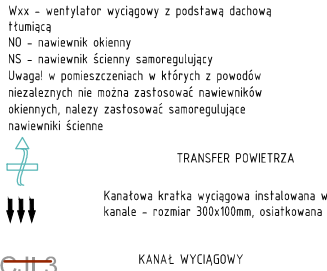 Wxx - wentylator wyciągowy z podstawą dachową
tłumiącą
NO - nawiewnik okienny
NS - nawiewnik ścienny samoregulujący
Uwaga! w pomieszczeniach w których z powodów
niezaleznych nie można zastosować nawiewników
okiennych, nalezy zastosować samoregulujące
nawiewniki ścienne
TRANSFER POWIETRZA
Kanałowa kratka wyciągowa instalowana w
kanale - rozmiar 300x100mm, osiatkowana
KANAŁ WYCIĄGOWY